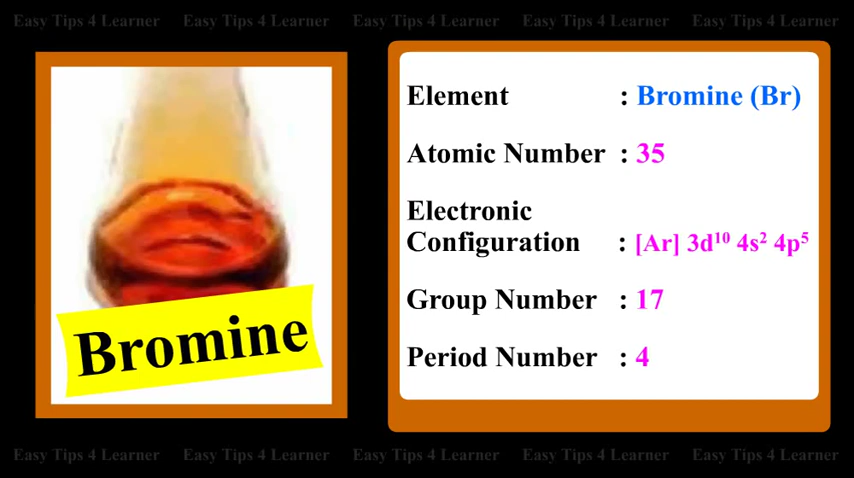 Easy Tips 4 Learner Easy Tips 4 Learner Easy Tips 4 Learner Easy Tips 4 Learner Easy Tips 4 Learner
Bromine
Element : Bromine (Br)
Atomic Number : 35
Electronic
Configuration : [Ar] 3d¹⁰ 4s² 4p⁵
Group Number : 17
Period Number : 4
Easy Tips 4 Learner Easy Tips 4 Learner Easy Tips 4 Learner Easy Tips 4 Learner Easy Tips 4 Learner